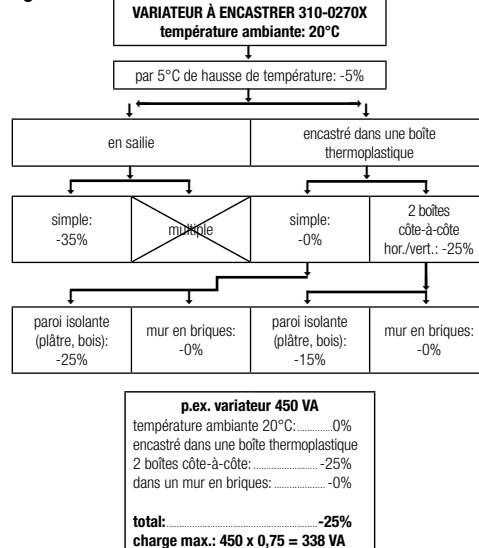 VARIATEUR À ENCASTRER 310-0270X
température ambiante: 20°C
par 5°C de hausse de température: -5%
en saillie
encastré dans une boîte
thermoplastique
simple:
-35%
multiple
simple:
-0%
2 boîtes
côte-à-côte
hor./vert.: -25%
paroi isolante
(plâtre, bois):
-25%
mur en briques:
-0%
paroi isolante
(plâtre, bois):
-15%
mur en briques:
-0%
p.ex. variateur 450 VA
température ambiante 20°C:..............0%
encastré dans une boîte thermoplastique
2 boîtes côte-à-côte:........................ -25%
dans un mur en briques: ................... -0%
total:..................................................-25%
charge max.: 450 x 0,75 = 338 VA